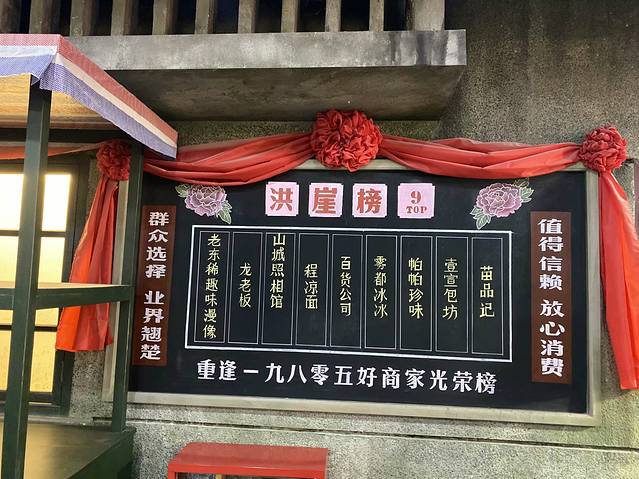 洪崖榜
9
TOP
群众选择 业界翘楚
老东稀趣味漫像
龙老板
山城照相馆
程凉面
百货公司
雾都冰冰
帕帕珍味
壹宣包坊
苗品记
值得信赖 放心消费
重逢一九八零五好商家光荣榜